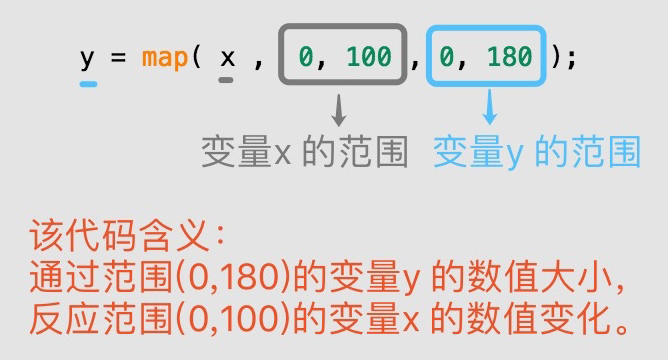 y = map( x , 0, 100 , 0, 180 );
变量x 的范围 变量y 的范围
该代码含义：
通过范围(0,180)的变量y 的数值大小，
反应范围(0,100)的变量x 的数值变化。